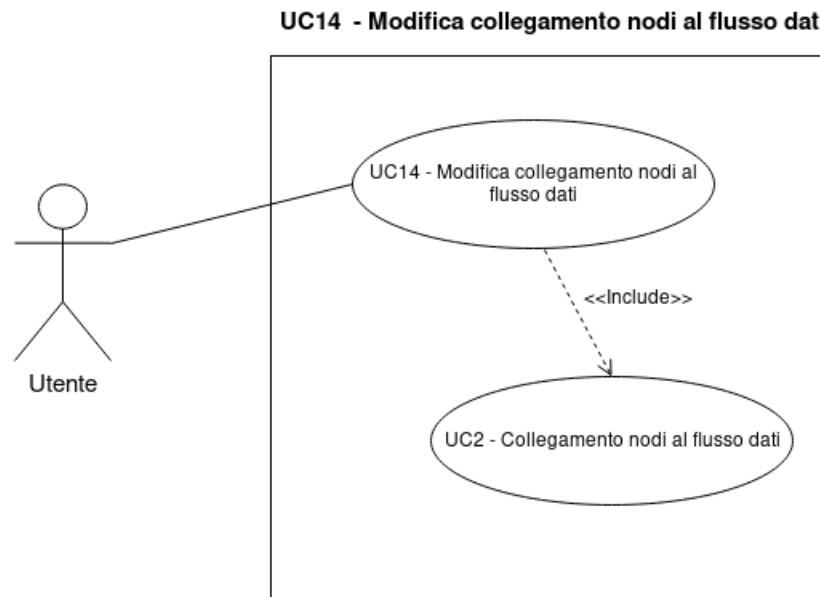 UC14 - Modifica collegamento nodi al flusso dat
UC14 - Modifica collegamento nodi al
flusso dati
<<Include>>
Utente
UC2 - Collegamento nodi al flusso dati